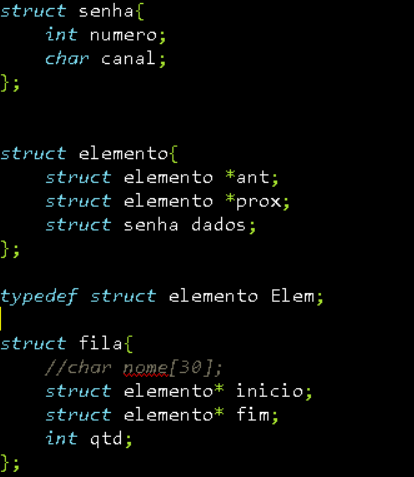 struct senha{
    int numero;
    char canal;
};
struct elemento{
    struct elemento *ant;
    struct elemento *prox;
    struct senha dados;
};
typedef struct elemento Elem;
struct fila{
    //char nome[30];
    struct elemento* inicio;
    struct elemento* fim;
    int qtd;
};